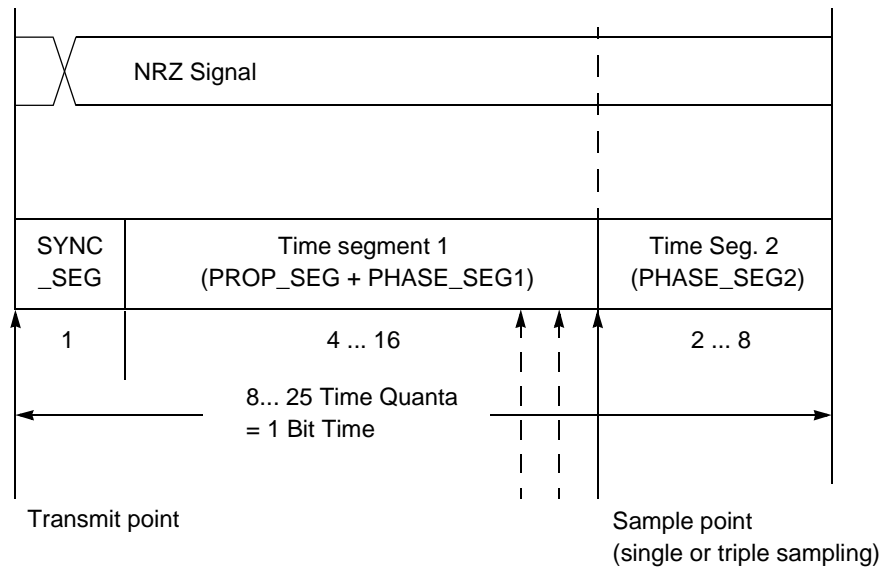 NRZ Signal
SYNC
_SEG
Time segment 1
(PROP_SEG + PHASE_SEG1)
Time Seg. 2
(PHASE_SEG2)
1
4 ... 16
2 ... 8
8... 25 Time Quanta
= 1 Bit Time
Transmit point
Sample point
(single or triple sampling)